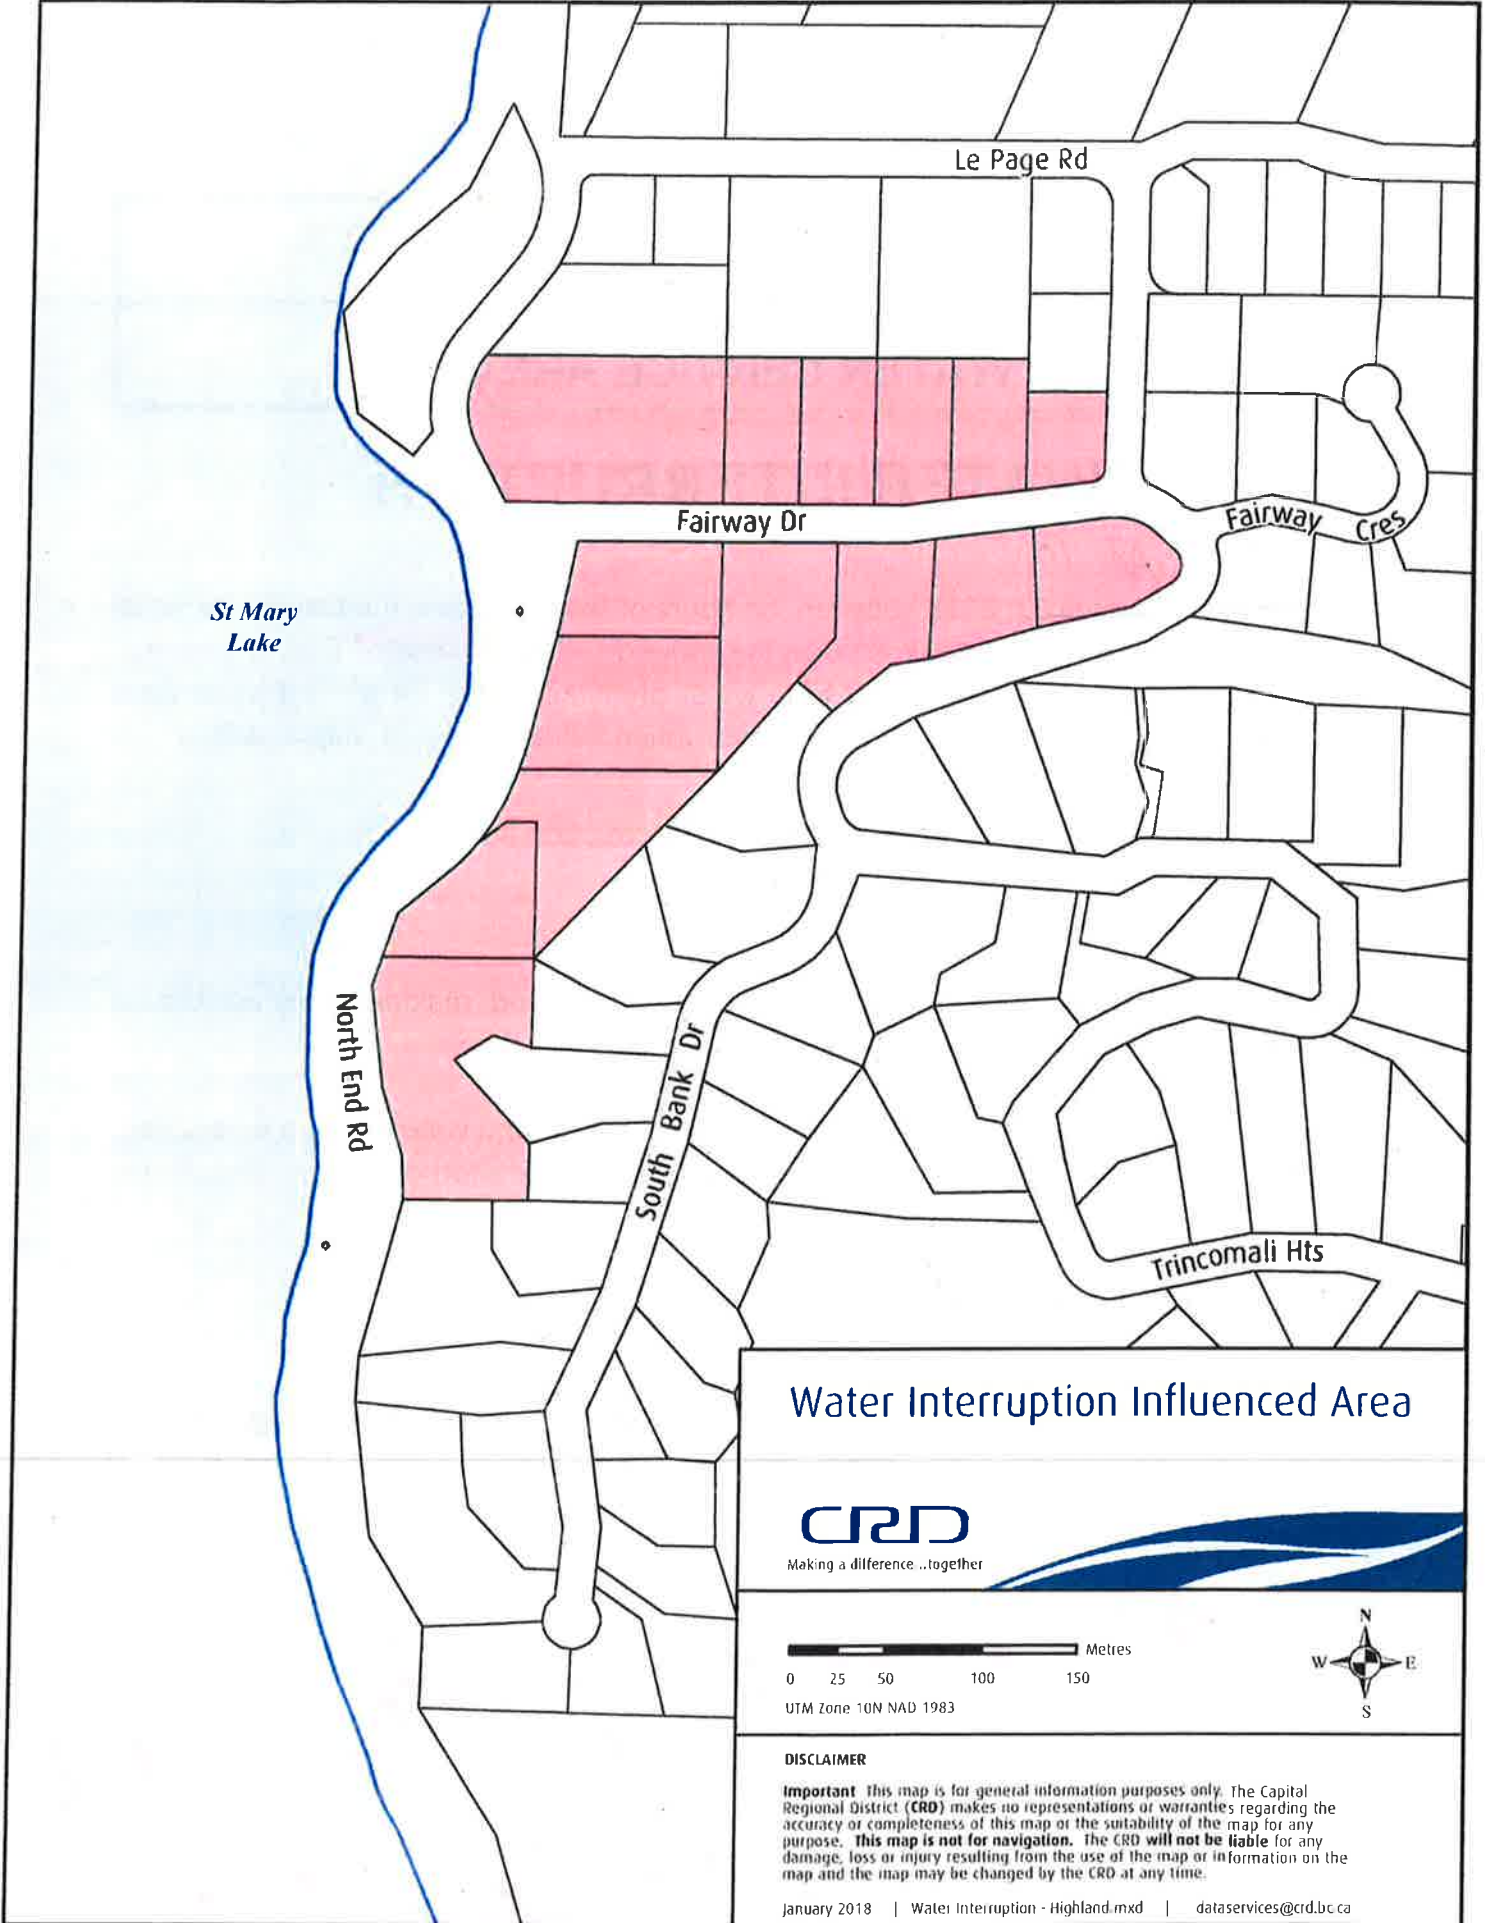 Le Page Rd
Fairway Dr
Fairway Cres
St Mary
Lake
North End Rd
South Bank Dr
Trincomali Hts
Water Interruption Influenced Area
CRD
Making a difference...together
Metres
0 25 50 100 150
UTM Zone 10N NAD 1983
N
W E
S
DISCLAIMER
Important This map is for general information purposes only. The Capital
Regional District (CRD) makes no representations or warranties regarding the
accuracy or completeness of this map or the suitability of the map for any
purpose. This map is not for navigation. The CRD will not be liable for any
damage, loss or injury resulting from the use of the map or information on the
map and the map may be changed by the CRD at any time.
January 2018 | Water Interruption - Highland.mxd | dataservices@crd.bc.ca